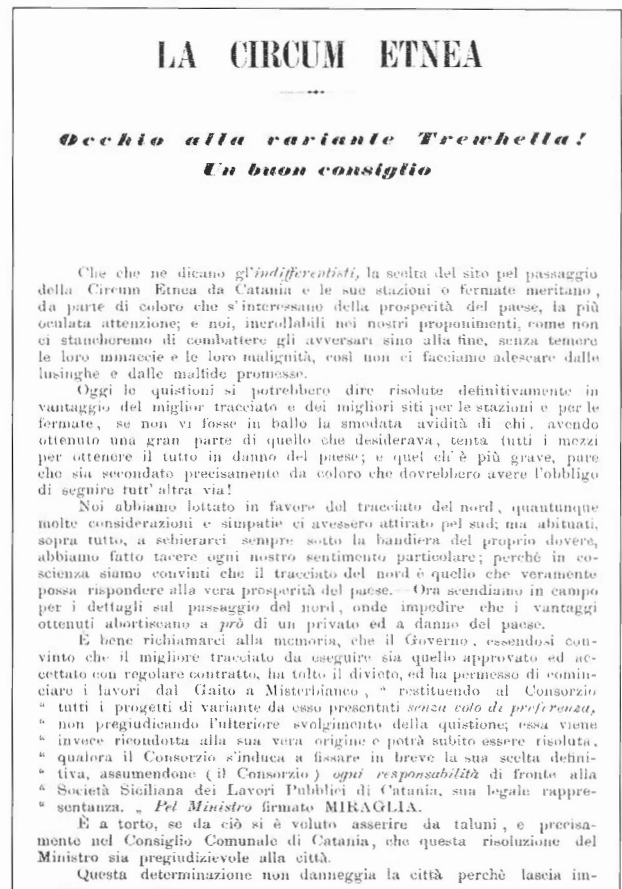 LA CIRCUM ETNEA
Occhio alla variante Trewhella!
Un buon consiglio
Che che ne dicano gl'indifferentisti, la scelta del sito pel passaggio
della Circum Etnea da Catania e le sue stazioni o fermate meritano,
da parte di coloro che s'interessano della prosperità del paese, la più
oculata attenzione; e noi, incrollabili nei nostri proponimenti, come non
ci stancheremo di combattere gli avversari sino alla fine, senza temere
le loro minaccie e le loro malignità, così non ci facciamo adescare dalle
lusinghe e dalle maltide promesse.
Oggi le quistioni si potrebbero dire risolute definitivamente in
vantaggio del miglior tracciato e dei migliori siti per le stazioni e per le
fermate, se non vi fosse in ballo la smodata avidità di chi, avendo
ottenuto una gran parte di quello che desiderava, tenta tutti i mezzi
per ottenere il tutto in danno del paese; e quel ch'è più grave, pare
che sia secondato precisamente da coloro che dovrebbero avere l'obbligo
di seguire tutt'altra via!
Noi abbiamo lottato in favore del tracciato del nord, quantunque
molte considerazioni e simpatie ci avessero attirato pel sud; ma abituati,
sopra tutto, a schierarci sempre sotto la bandiera del proprio dovere,
abbiamo fatto tacere ogni nostro sentimento particolare; perchè in co-
scienza siamo convinti che il tracciato del nord è quello che veramente
possa rispondere alla vera prosperità del paese.— Ora scendiamo in campo
per i dettagli sul passaggio del nord, onde impedire che i vantaggi
ottenuti abortiscano a prò di un privato ed a danno del paese.
È bene richiamarci alla memoria, che il Governo, essendosi con-
vinto che il migliore tracciato da eseguire sia quello approvato ed ac-
cettato con regolare contratto, ha tolto il divieto, ed ha permesso di comin-
ciare i lavori dal Gaito a Misterbianco, " restituendo al Consorzio
" tutti i progetti di variante da esso presentati senza colo di preferenza,
" non pregiudicando l'ulteriore svolgimento della quistione; essa viene
" invece ricondotta alla sua vera origine e potrà subito essere risoluta,
" qualora il Consorzio s'induca a fissare in breve la sua scelta defini-
" tiva, assumendone (il Consorzio) ogni responsabilità di fronte alla
" Società Siciliana dei Lavori Pubblici di Catania, sua legale rappre-
" sentanza. „ Pel Ministro firmato MIRAGLIA.
È a torto, se da ciò si è voluto asserire da taluni, e precisa-
mente nel Consiglio Comunale di Catania, che questa risoluzione del
Ministro sia pregiudizievole alla città.
Questa determinazione non danneggia la città perchè lascia im-